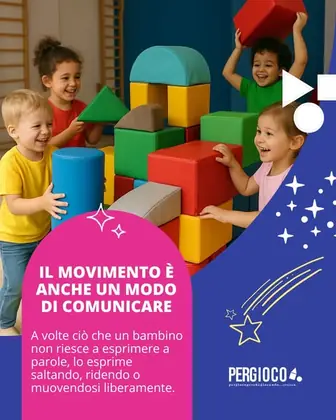 IL MOVIMENTO È
ANCHE UN MODO
DI COMUNICARE
A volte ciò che un bambino
non riesce a esprimere a
parole, lo esprime
saltando, ridendo o
muovendosi liberamente.
PERGIOCO